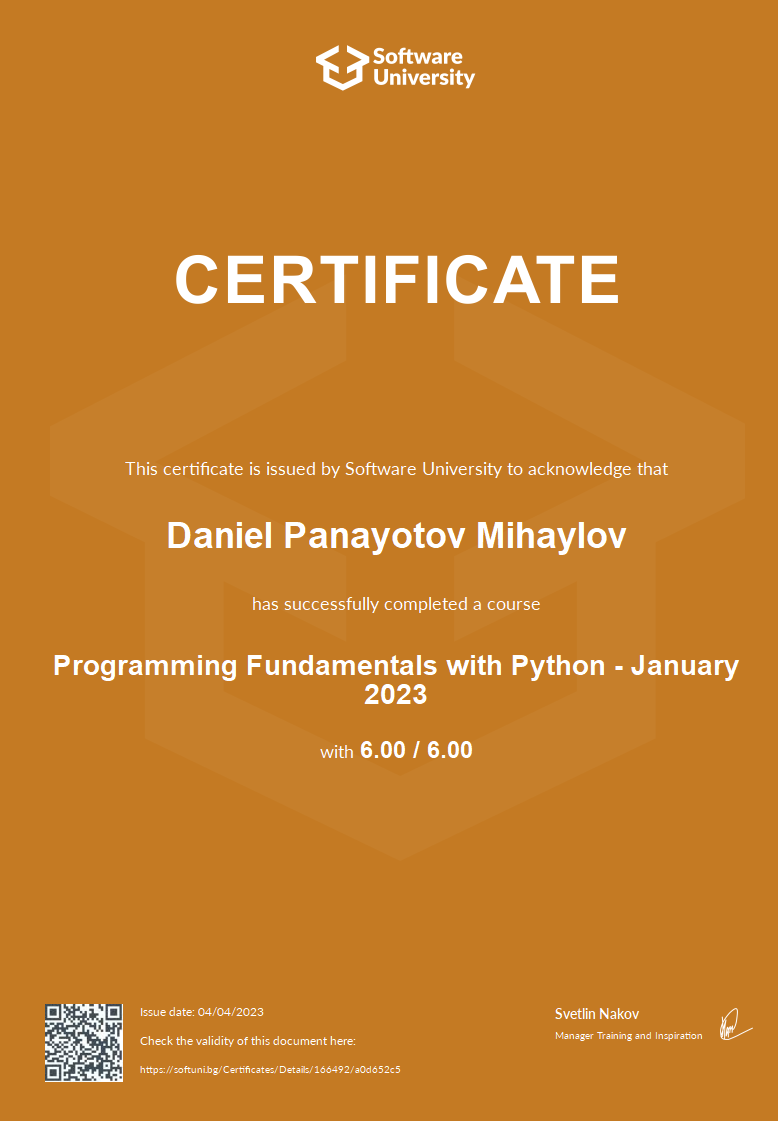 Software
University
CERTIFICATE
This certificate is issued by Software University to acknowledge that
Daniel Panayotov Mihaylov
has successfully completed a course
Programming Fundamentals with Python - January
2023
with 6.00 / 6.00
Issue date: 04/04/2023
Check the validity of this document here:
https://softuni.bg/Certificates/Details/166492/a0d652c5
Svetlin Nakov
Manager Training and Inspiration